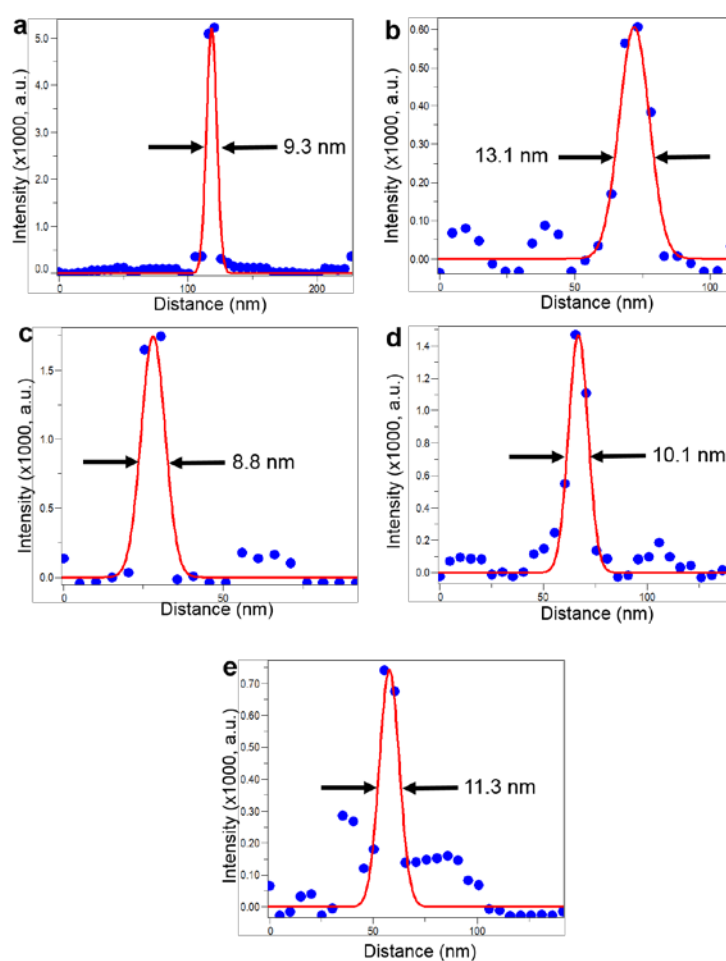 a
Intensity (x1000, a.u.)
5.0
4.0
3.0
2.0
1.0
0.0
9.3 nm
0
100
200
Distance (nm)
b
Intensity (x1000, a.u.)
0.60
0.50
0.40
0.30
0.20
0.10
0.00
13.1 nm
0
50
100
Distance (nm)
c
Intensity (x1000, a.u.)
1.5
1.0
0.5
0.0
8.8 nm
0
50
Distance (nm)
d
Intensity (x1000, a.u.)
1.4
1.2
1.0
0.8
0.6
0.4
0.2
0.0
10.1 nm
0
50
100
Distance (nm)
e
Intensity (x1000, a.u.)
0.70
0.60
0.50
0.40
0.30
0.20
0.10
0.00
11.3 nm
0
50
100
Distance (nm)